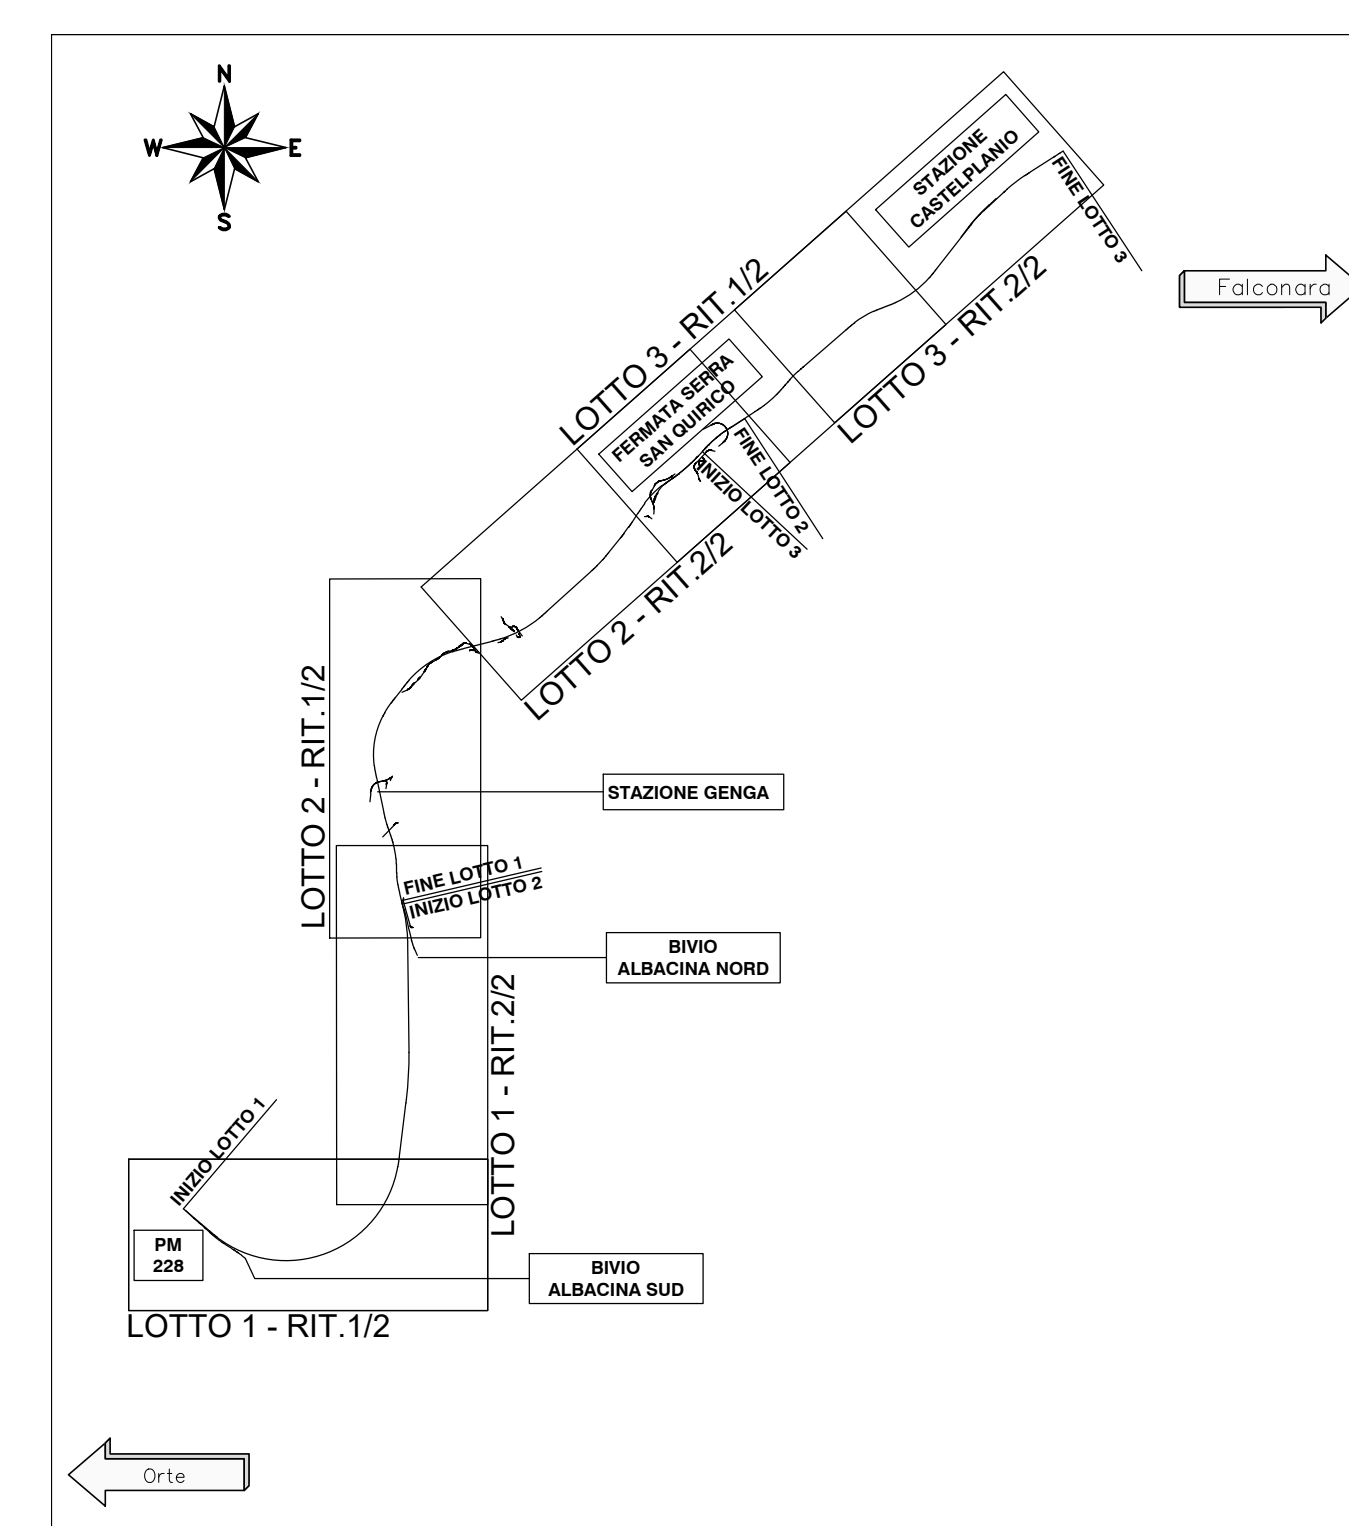 N
W
E
S
STAZIONE
CASTELPLANIO
FINE LOTTO 3
Falconara
LOTTO 3 - RIT.1/2
LOTTO 3 - RIT.2/2
FERMATA SERRA
SAN QUIRICO
FINE LOTTO 2
INIZIO LOTTO 3
LOTTO 2 - RIT.2/2
LOTTO 2 - RIT.1/2
STAZIONE GENGA
FINE LOTTO 1
INIZIO LOTTO 2
BIVIO
ALBACINA NORD
LOTTO 1 - RIT.2/2
INIZIO LOTTO 1
PM
228
BIVIO
ALBACINA SUD
LOTTO 1 - RIT.1/2
Orte